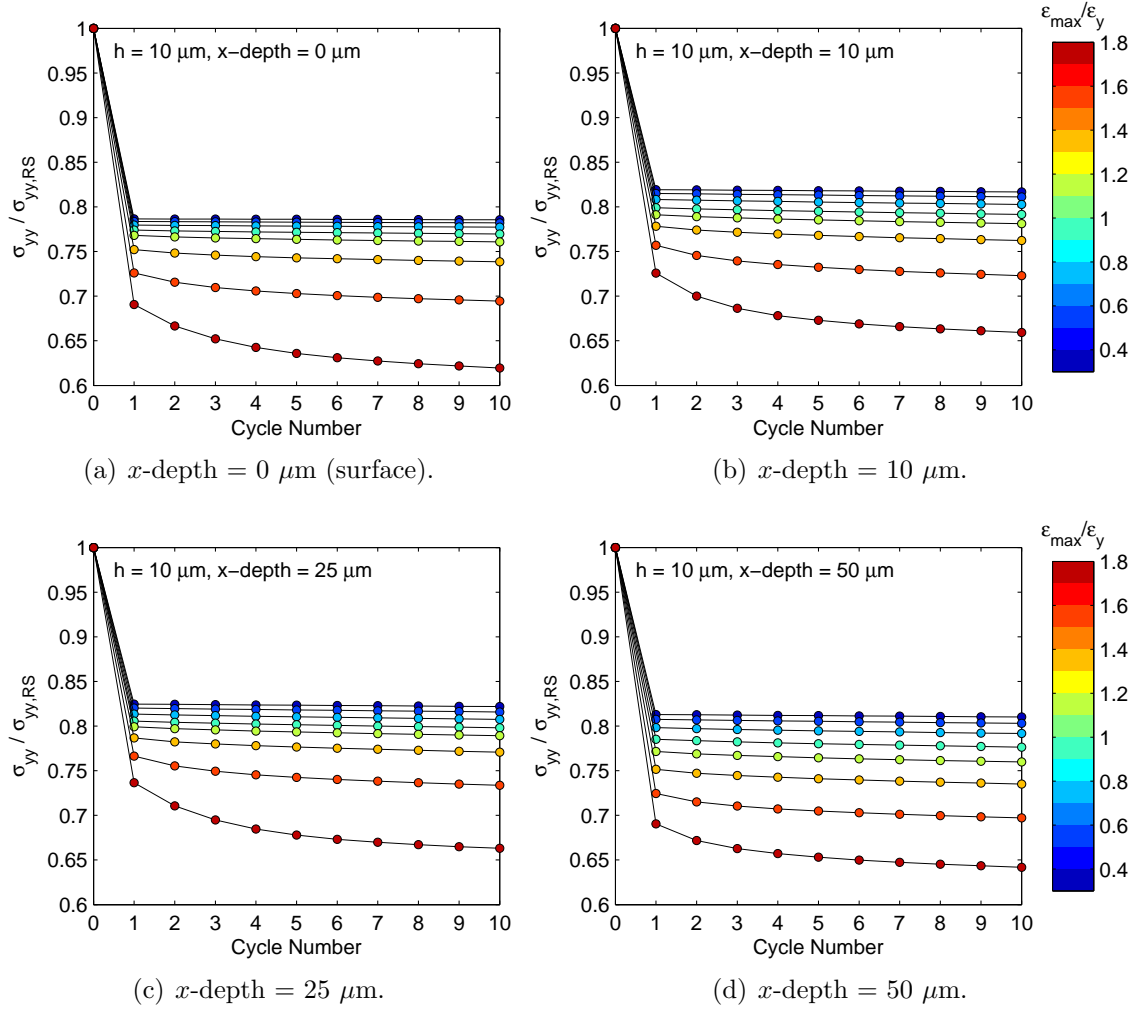 h = 10 μm, x−depth = 0 μm
1
0.95
0.9
0.85
0.8
0.75
0.7
0.65
0.6
σyy / σyy,RS
0 1 2 3 4 5 6 7 8 9 10
Cycle Number
(a) x-depth = 0 μm (surface).
h = 10 μm, x−depth = 10 μm
1
0.95
0.9
0.85
0.8
0.75
0.7
0.65
0.6
σyy / σyy,RS
0 1 2 3 4 5 6 7 8 9 10
Cycle Number
(b) x-depth = 10 μm.
εmax/εy
1.8
1.6
1.4
1.2
1
0.8
0.6
0.4
h = 10 μm, x−depth = 25 μm
1
0.95
0.9
0.85
0.8
0.75
0.7
0.65
0.6
σyy / σyy,RS
0 1 2 3 4 5 6 7 8 9 10
Cycle Number
(c) x-depth = 25 μm.
h = 10 μm, x−depth = 50 μm
1
0.95
0.9
0.85
0.8
0.75
0.7
0.65
0.6
σyy / σyy,RS
0 1 2 3 4 5 6 7 8 9 10
Cycle Number
(d) x-depth = 50 μm.
εmax/εy
1.8
1.6
1.4
1.2
1
0.8
0.6
0.4